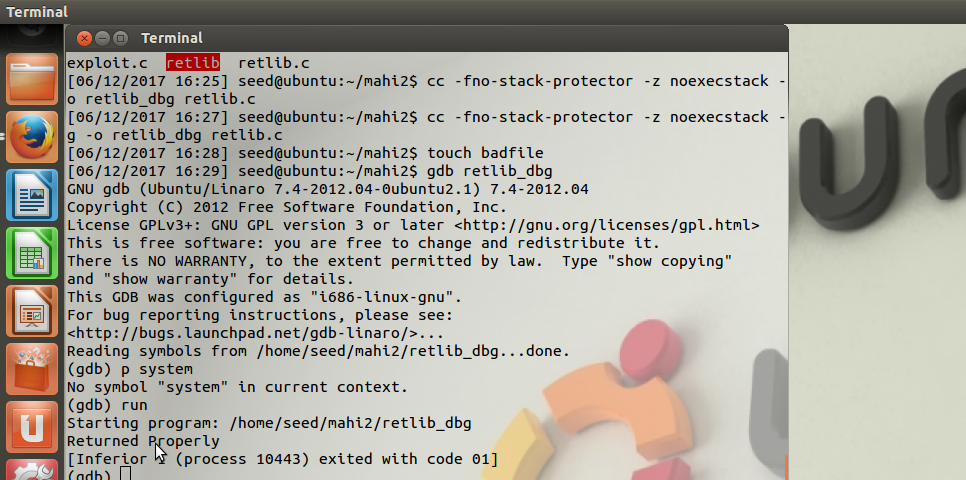 Terminal
Terminal
exploit.c  retlib  retlib.c
[06/12/2017 16:25] seed@ubuntu:~/mahi2$ cc -fno-stack-protector -z noexecstack -
o retlib_dbg retlib.c
[06/12/2017 16:27] seed@ubuntu:~/mahi2$ cc -fno-stack-protector -z noexecstack -
g -o retlib_dbg retlib.c
[06/12/2017 16:28] seed@ubuntu:~/mahi2$ touch badfile
[06/12/2017 16:29] seed@ubuntu:~/mahi2$ gdb retlib_dbg
GNU gdb (Ubuntu/Linaro 7.4-2012.04-0ubuntu2.1) 7.4-2012.04
Copyright (C) 2012 Free Software Foundation, Inc.
License GPLv3+: GNU GPL version 3 or later <http://gnu.org/licenses/gpl.html>
This is free software: you are free to change and redistribute it.
There is NO WARRANTY, to the extent permitted by law.  Type "show copying"
and "show warranty" for details.
This GDB was configured as "i686-linux-gnu".
For bug reporting instructions, please see:
<http://bugs.launchpad.net/gdb-linaro/>...
Reading symbols from /home/seed/mahi2/retlib_dbg...done.
(gdb) p system
No symbol "system" in current context.
(gdb) run
Starting program: /home/seed/mahi2/retlib_dbg
Returned Properly
[Inferior 1 (process 10443) exited with code 01]
(gdb)